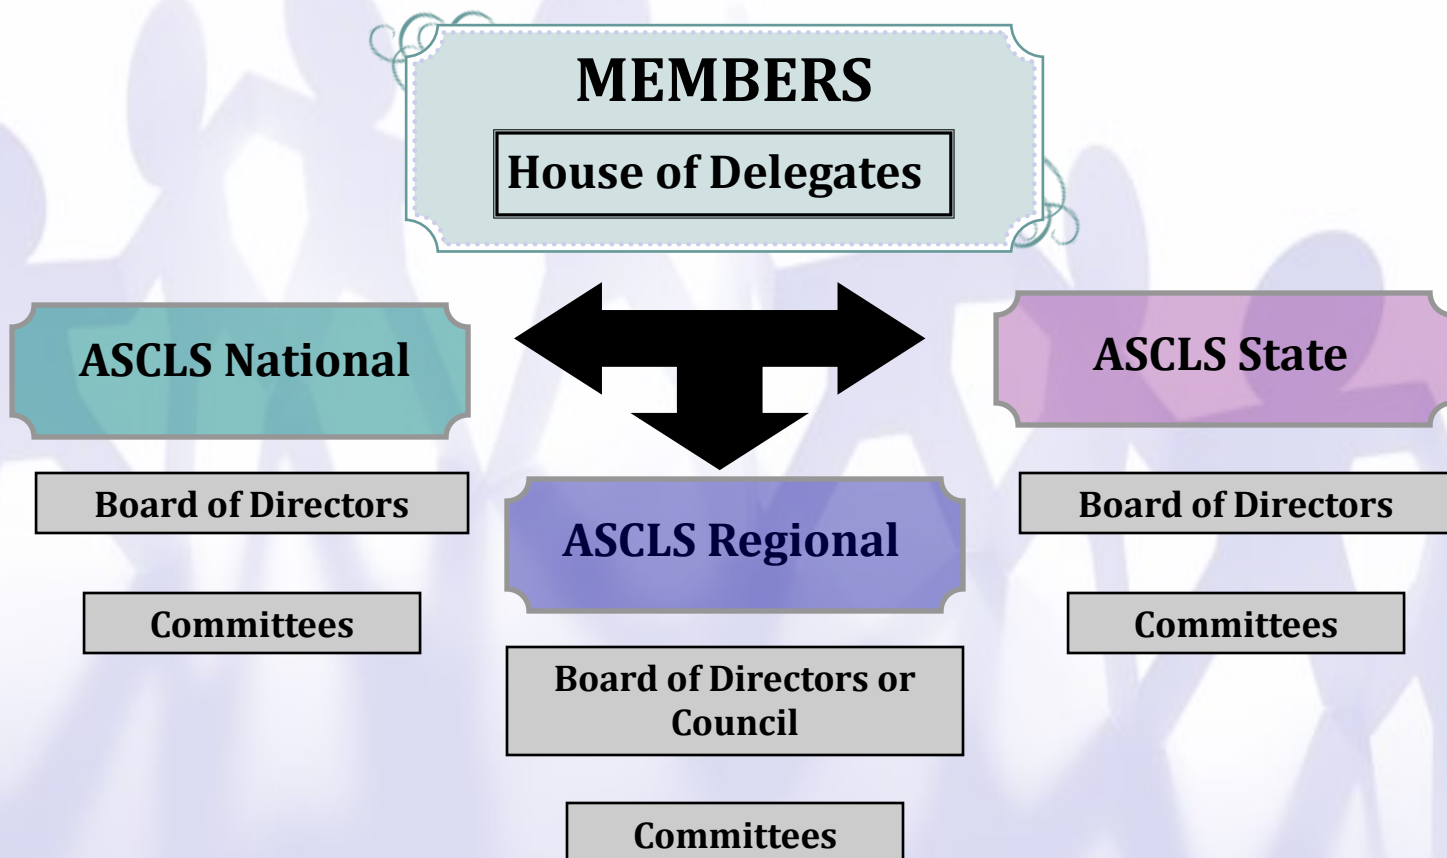 MEMBERS
House of Delegates
ASCLS National
Board of Directors
Committees
ASCLS Regional
Board of Directors or
Council
Committees
ASCLS State
Board of Directors
Committees